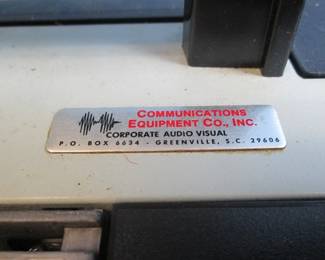 COMMUNICATIONS
EQUIPMENT CO., INC.
CORPORATE AUDIO VISUAL
P.O. BOX 6634 - GREENVILLE, S.C. 29606